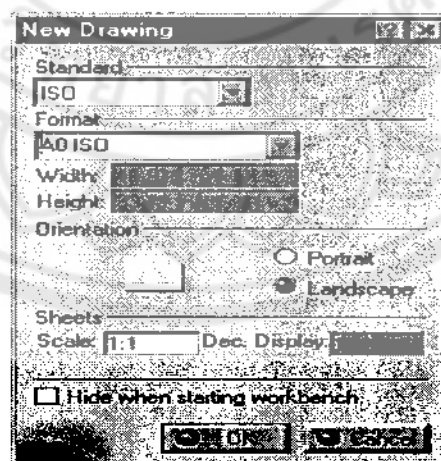 New Drawing
Standard
ISO
Format
A0 ISO
Width:
Height:
Orientation
Portrait
Landscape
Sheets
Scale: 1:1 Dec. Display:
Hide when starting workbench
OK Cancel